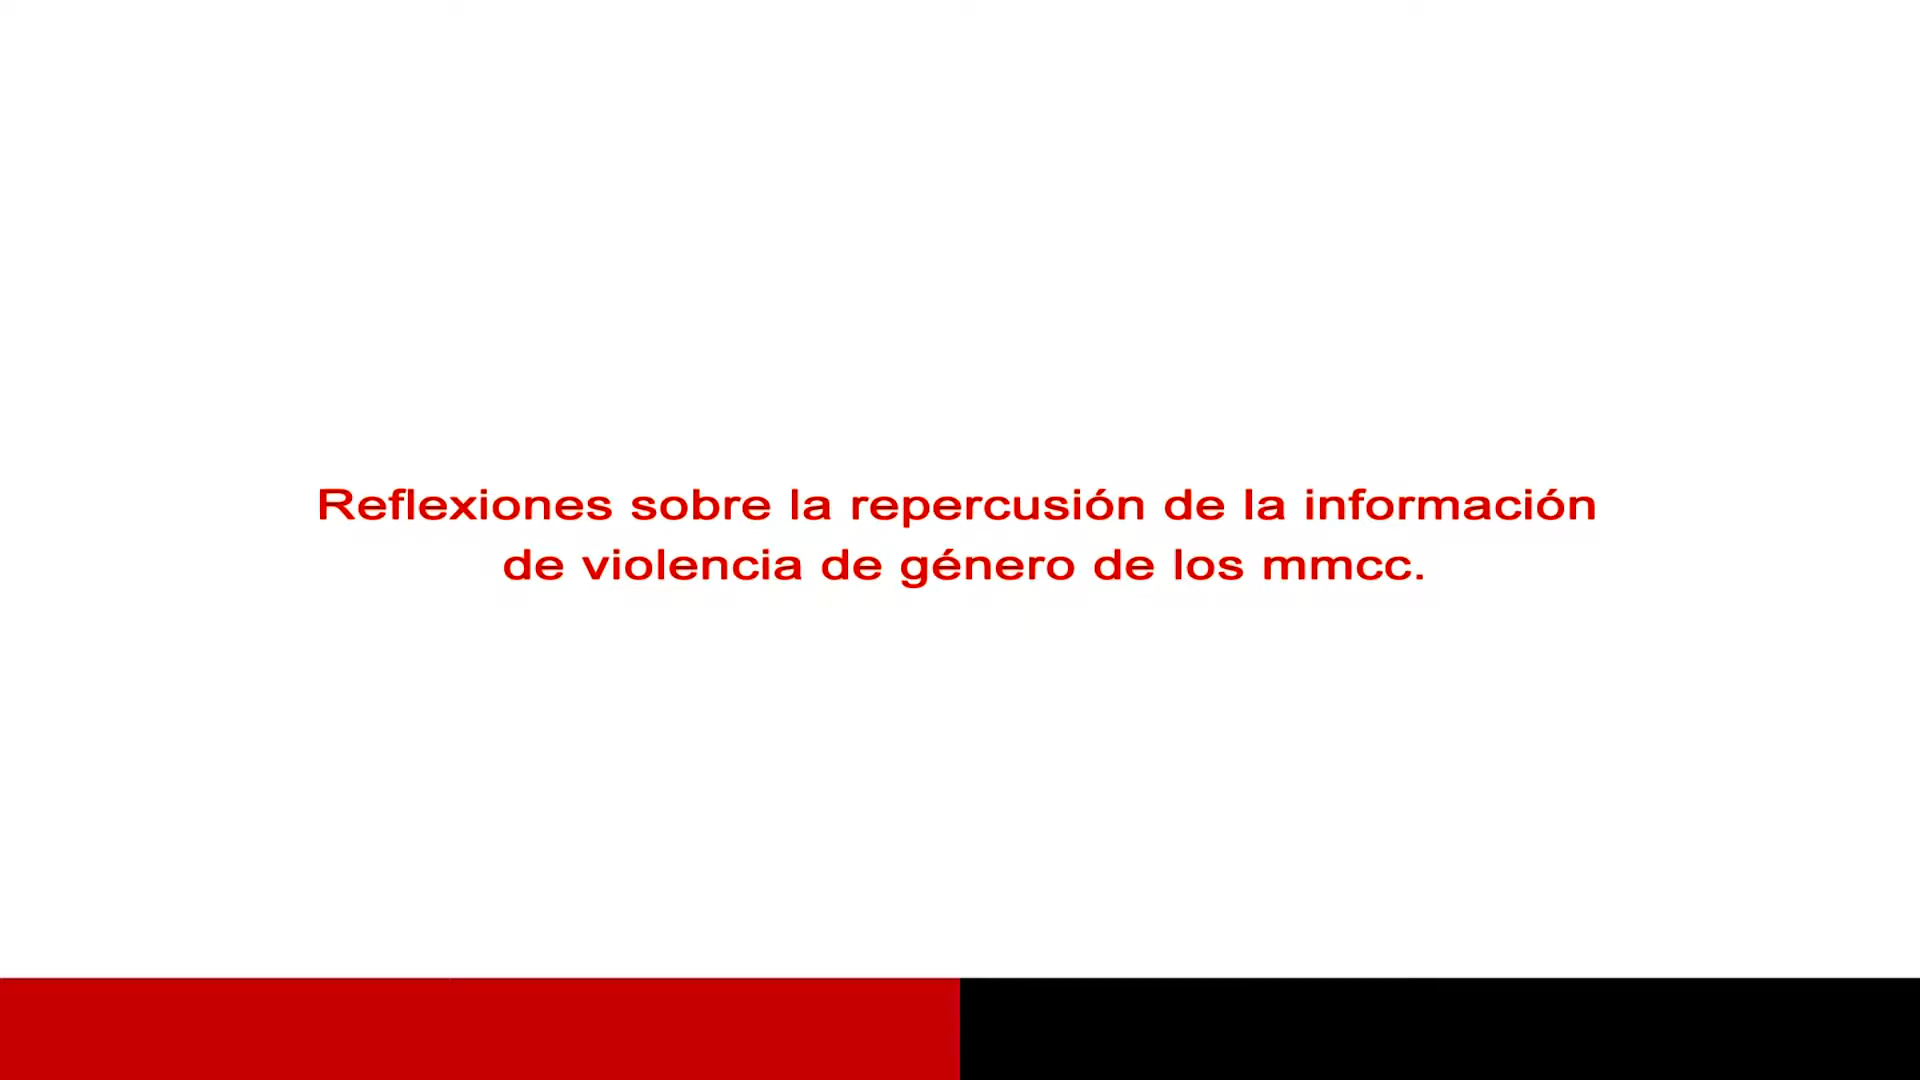 Reflexiones sobre la repercusión de la información
de violencia de género de los mmcc.